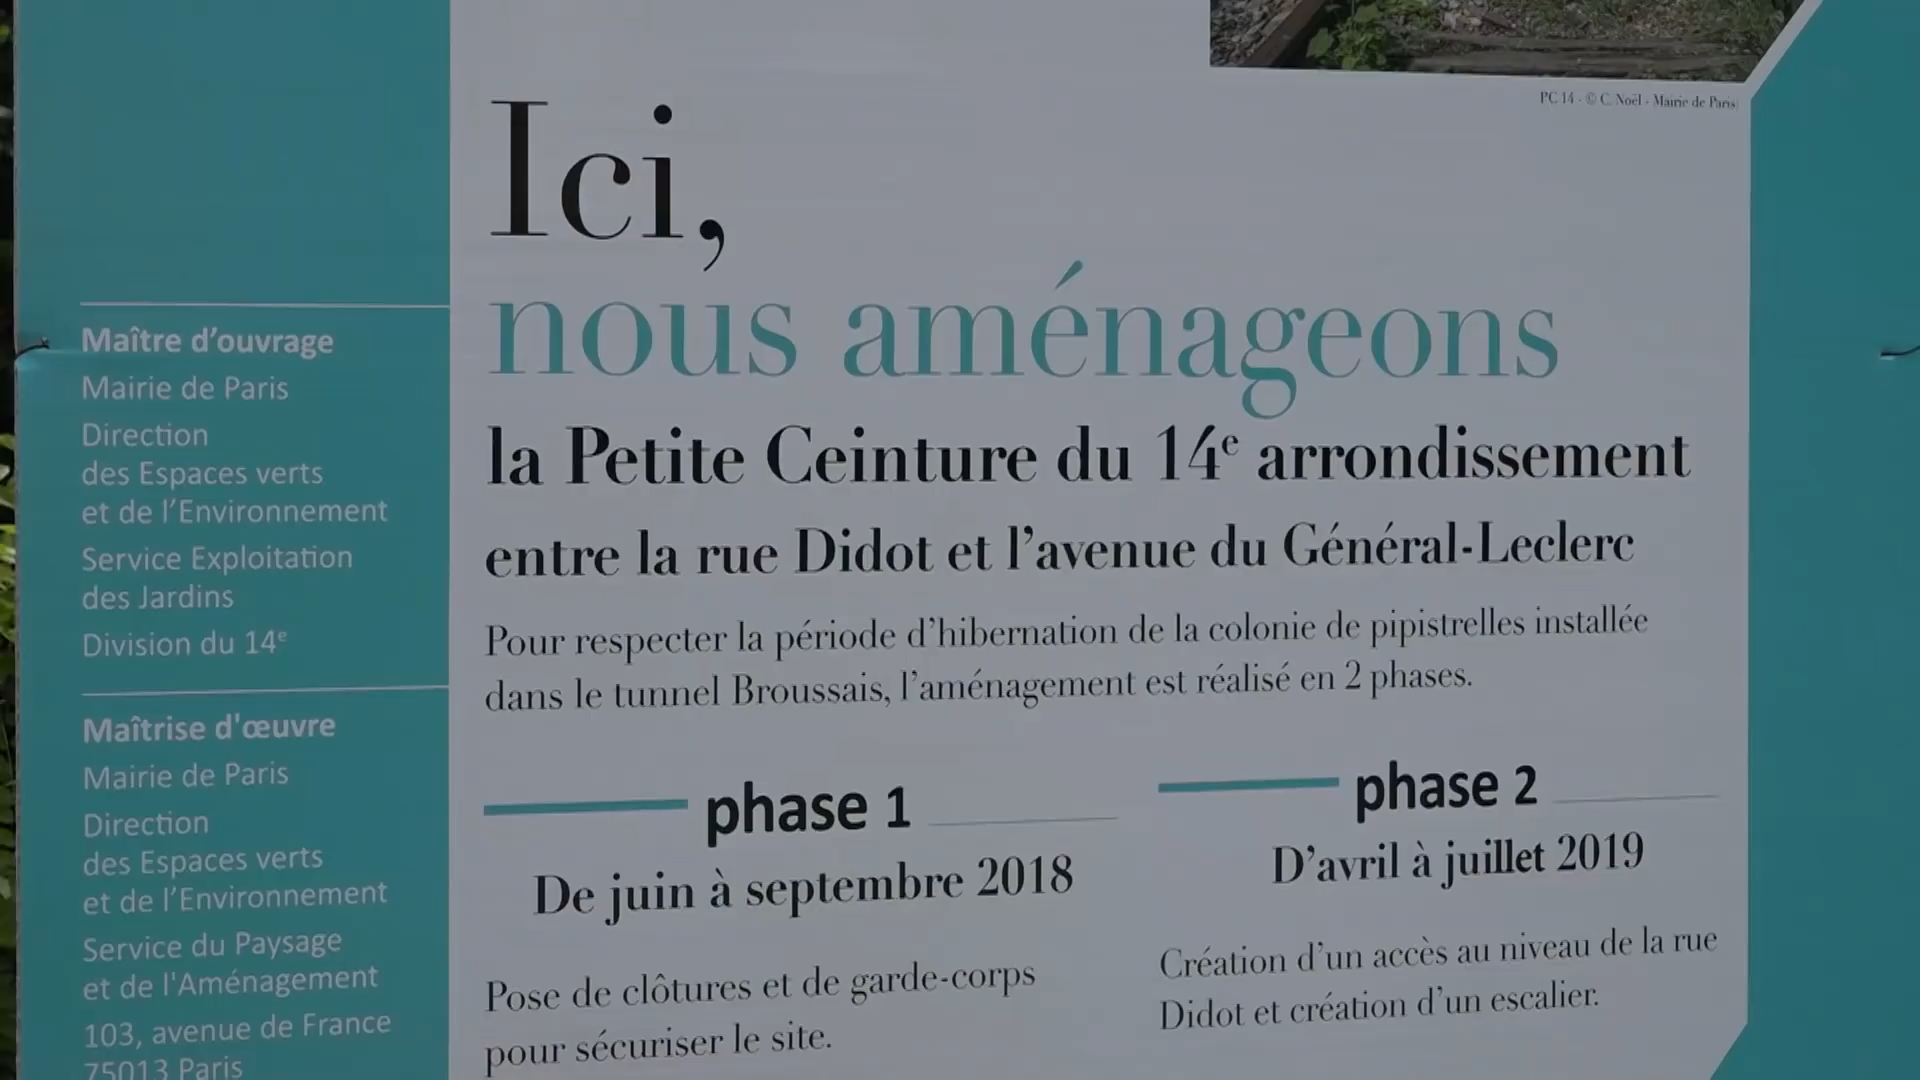 PC 14 - © C. Noël - Mairie de Paris
Ici,
nous aménageons
la Petite Ceinture du 14e arrondissement
entre la rue Didot et l'avenue du Général-Leclerc
Pour respecter la période d'hibernation de la colonie de pipistrelles installée
dans le tunnel Broussais, l'aménagement est réalisé en 2 phases.
phase 1
De juin à septembre 2018
Pose de clôtures et de garde-corps
pour sécuriser le site.
phase 2
D'avril à juillet 2019
Création d'un accès au niveau de la rue
Didot et création d'un escalier.
Maître d'ouvrage
Mairie de Paris
Direction
des Espaces verts
et de l'Environnement
Service Exploitation
des Jardins
Division du 14e
Maîtrise d'œuvre
Mairie de Paris
Direction
des Espaces verts
et de l'Environnement
Service du Paysage
et de l'Aménagement
103, avenue de France
75013 Paris